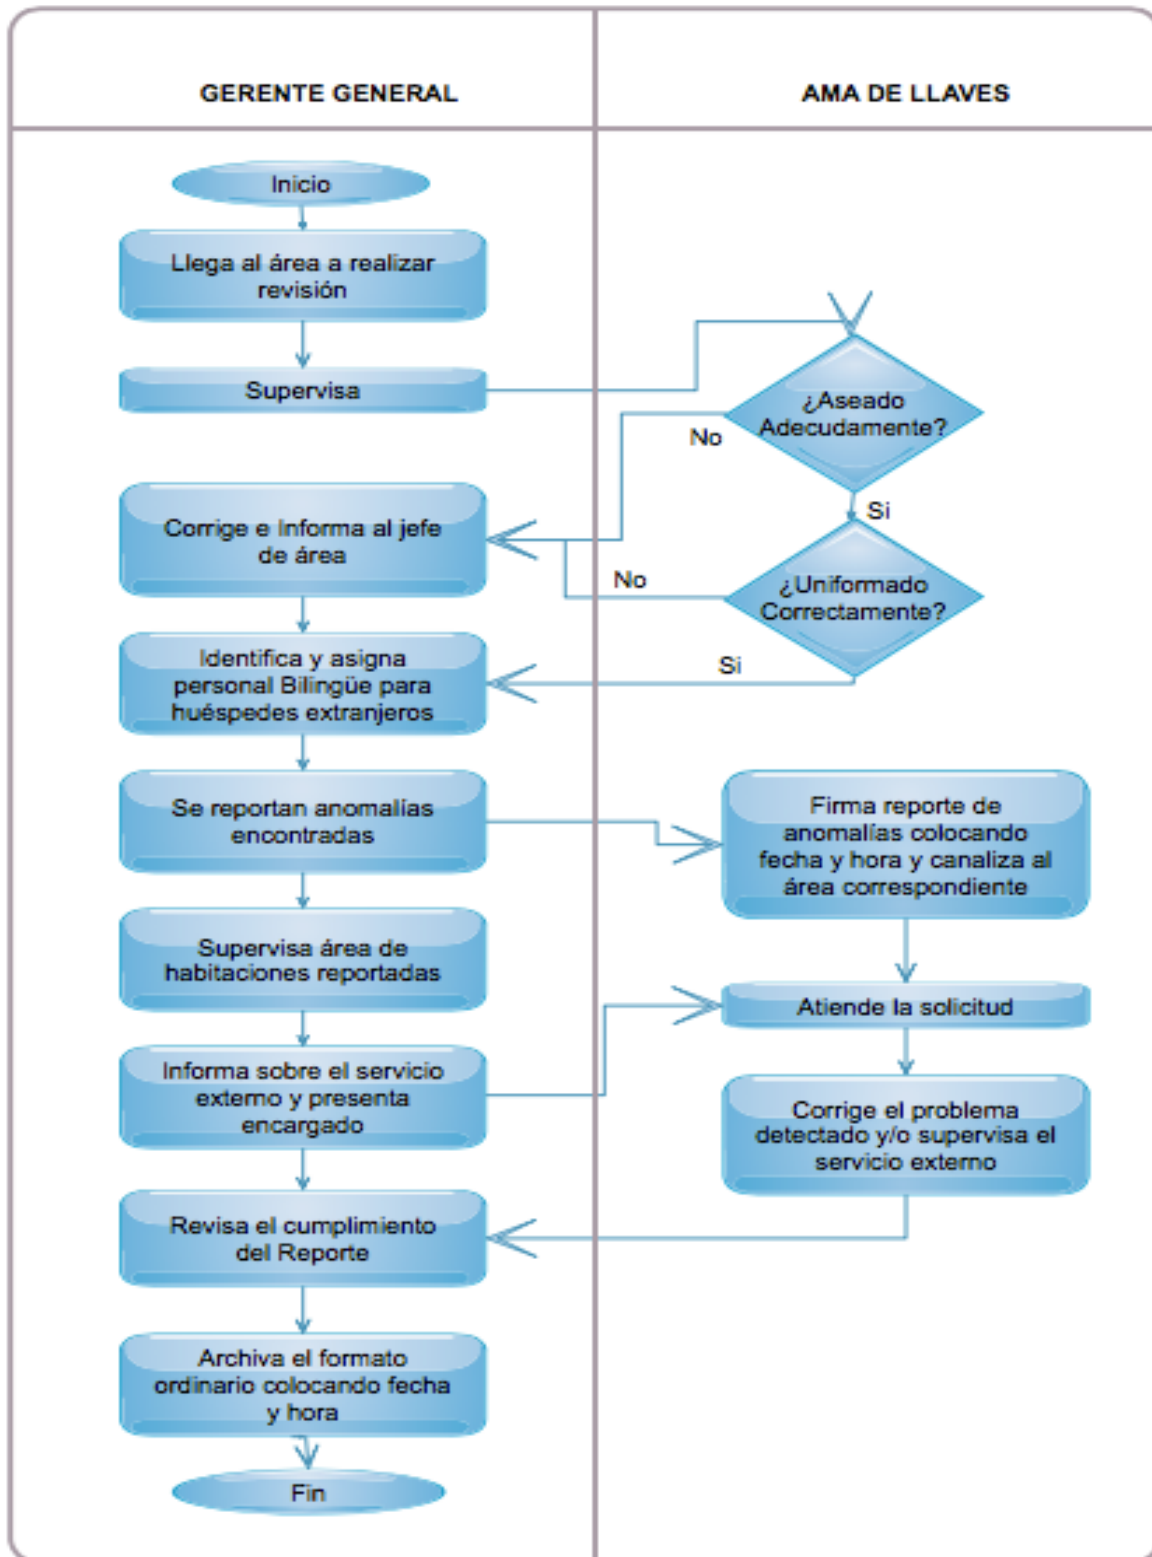 GERENTE GENERAL
AMA DE LLAVES
Inicio
Llega al área a realizar
revisión
Supervisa
¿Aseado
Adecudamente?
No
Si
Corrige e Informa al jefe
de área
¿Uniformado
Correctamente?
No
Si
Identifica y asigna
personal Bilingüe para
huéspedes extranjeros
Se reportan anomalías
encontradas
Firma reporte de
anomalías colocando
fecha y hora y canaliza al
área correspondiente
Supervisa área de
habitaciones reportadas
Atiende la solicitud
Informa sobre el servicio
externo y presenta
encargado
Corrige el problema
detectado y/o supervisa el
servicio externo
Revisa el cumplimiento
del Reporte
Archiva el formato
ordinario colocando fecha
y hora
Fin